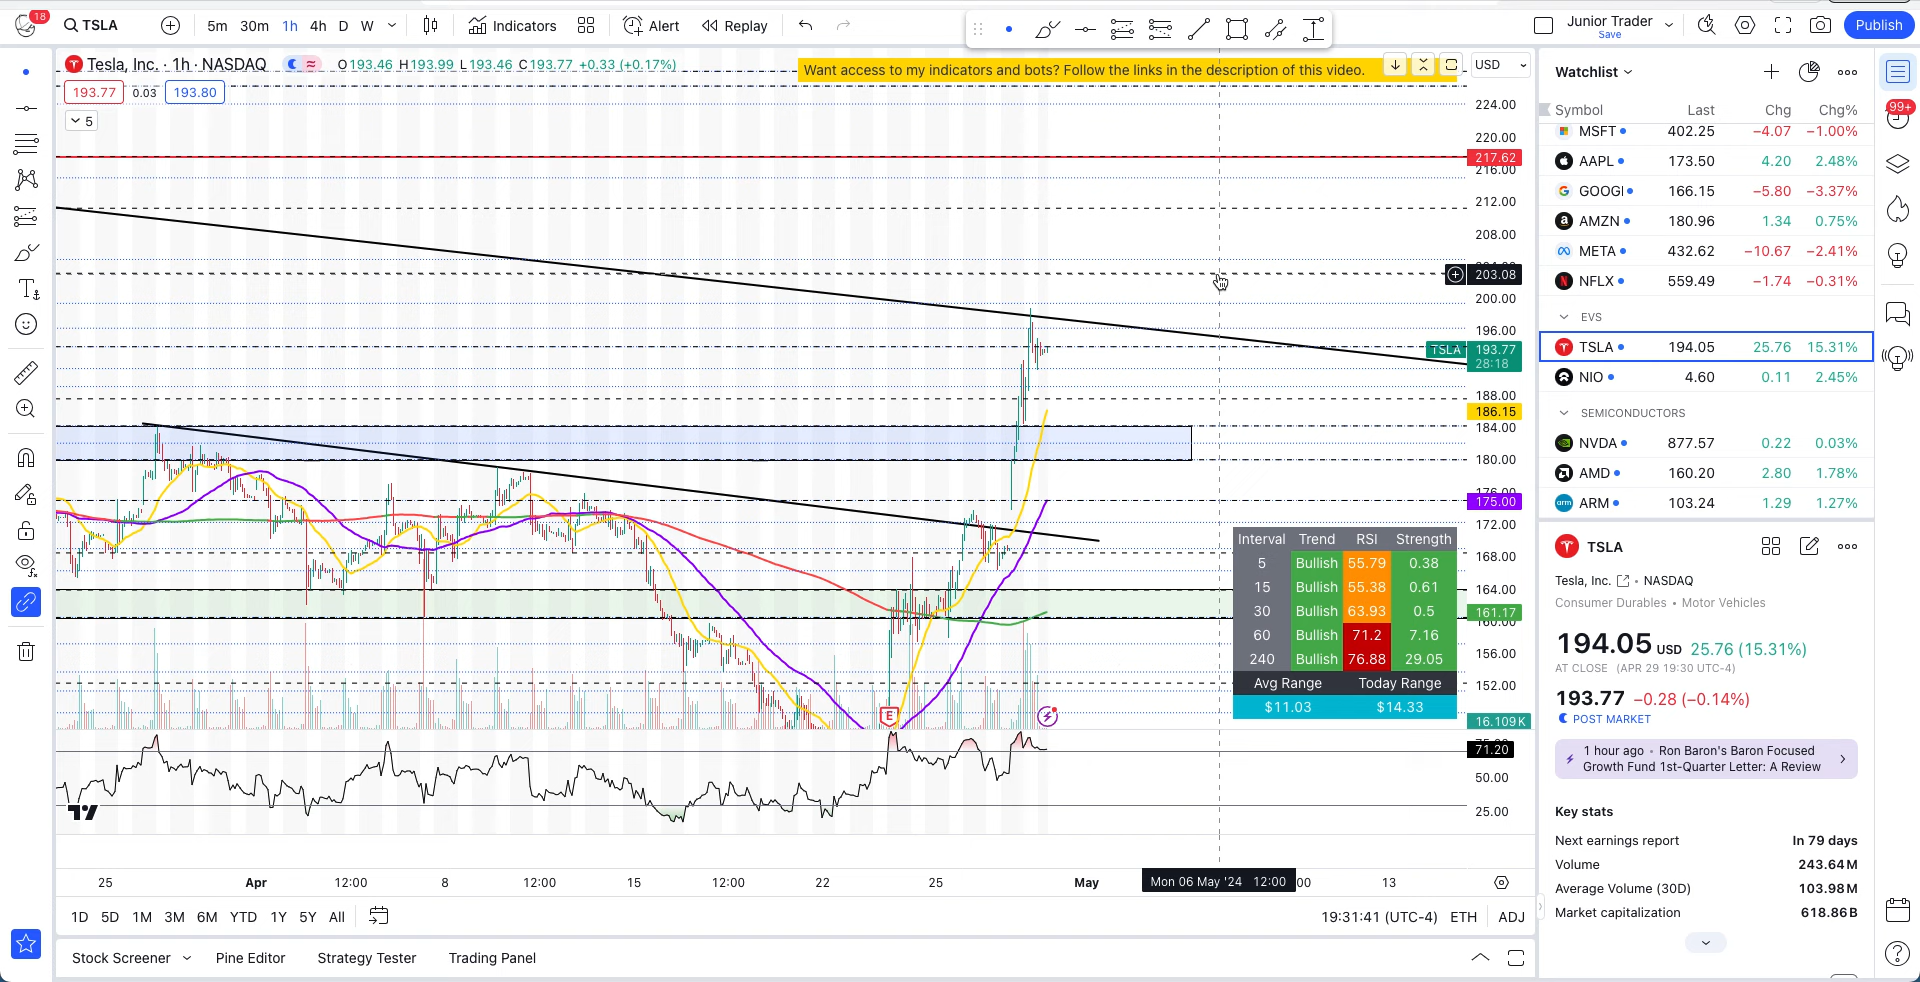 18
TSLA
5m 30m 1h 4h D W
Indicators
Alert
Replay
Junior Trader
Save
Publish
Tesla, Inc. · 1h · NASDAQ
O193.46 H193.99 L193.46 C193.77 +0.33 (+0.17%)
Want access to my indicators and bots? Follow the links in the description of this video.
USD
193.77 0.03 193.80
5
224.00
220.00
217.62
216.00
212.00
208.00
203.08
200.00
196.00
TSLA 193.77
28:18
188.00
186.15
184.00
180.00
176.00
175.00
172.00
168.00
164.00
161.17
160.00
156.00
152.00
16.109K
Interval Trend RSI Strength
5 Bullish 55.79 0.38
15 Bullish 55.38 0.61
30 Bullish 63.93 0.5
60 Bullish 71.2 7.16
240 Bullish 76.88 29.05
Avg Range Today Range
$11.03 $14.33
E
71.20
50.00
25.00
25 Apr 12:00 8 12:00 15 12:00 22 25 May Mon 06 May '24 12:00 :00 13
1D 5D 1M 3M 6M YTD 1Y 5Y All
19:31:41 (UTC-4) ETH ADJ
Stock Screener
Pine Editor
Strategy Tester
Trading Panel
Watchlist
Symbol Last Chg Chg%
MSFT 402.25 −4.07 −1.00%
AAPL 173.50 4.20 2.48%
GOOGl 166.15 −5.80 −3.37%
AMZN 180.96 1.34 0.75%
META 432.62 −10.67 −2.41%
NFLX 559.49 −1.74 −0.31%
EVS
TSLA 194.05 25.76 15.31%
NIO 4.60 0.11 2.45%
SEMICONDUCTORS
NVDA 877.57 0.22 0.03%
AMD 160.20 2.80 1.78%
arm ARM 103.24 1.29 1.27%
99+
TSLA
Tesla, Inc. • NASDAQ
Consumer Durables • Motor Vehicles
194.05 USD 25.76 (15.31%)
AT CLOSE (APR 29 19:30 UTC-4)
193.77 −0.28 (−0.14%)
POST MARKET
1 hour ago • Ron Baron's Baron Focused
Growth Fund 1st-Quarter Letter: A Review
Key stats
Next earnings report In 79 days
Volume 243.64M
Average Volume (30D) 103.98M
Market capitalization 618.86B